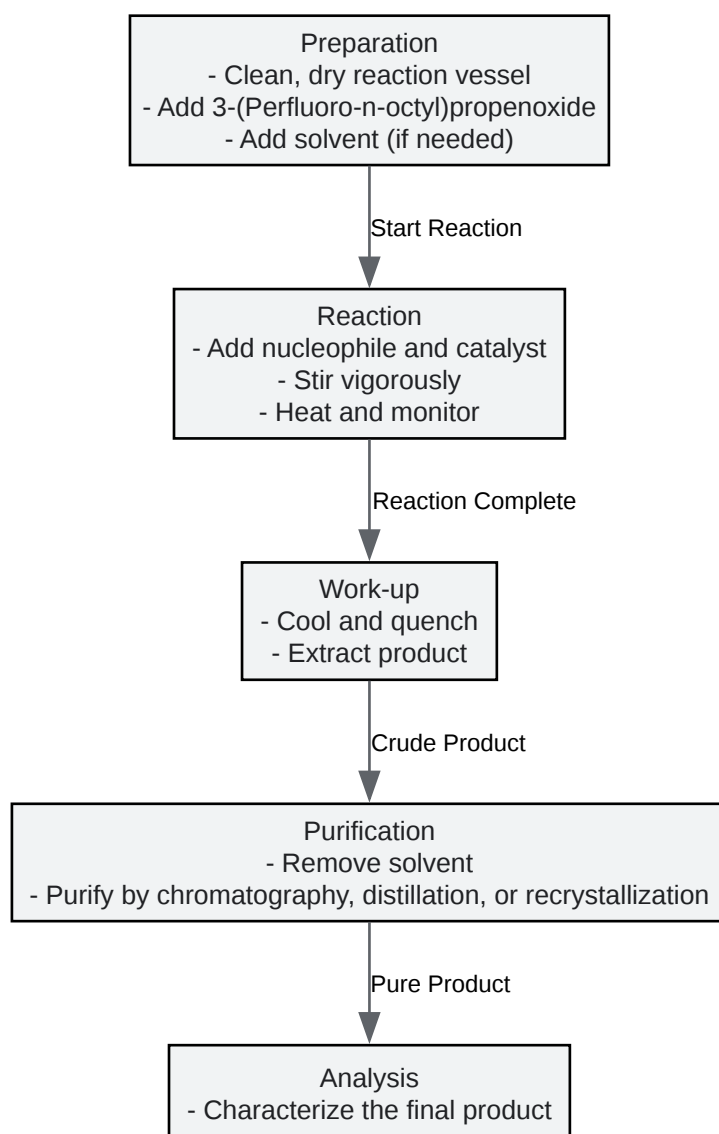 Preparation
- Clean, dry reaction vessel
- Add 3-(Perfluoro-n-octyl)propenoxide
- Add solvent (if needed)
Start Reaction
Reaction
- Add nucleophile and catalyst
- Stir vigorously
- Heat and monitor
Reaction Complete
Work-up
- Cool and quench
- Extract product
Crude Product
Purification
- Remove solvent
- Purify by chromatography, distillation, or recrystallization
Pure Product
Analysis
- Characterize the final product